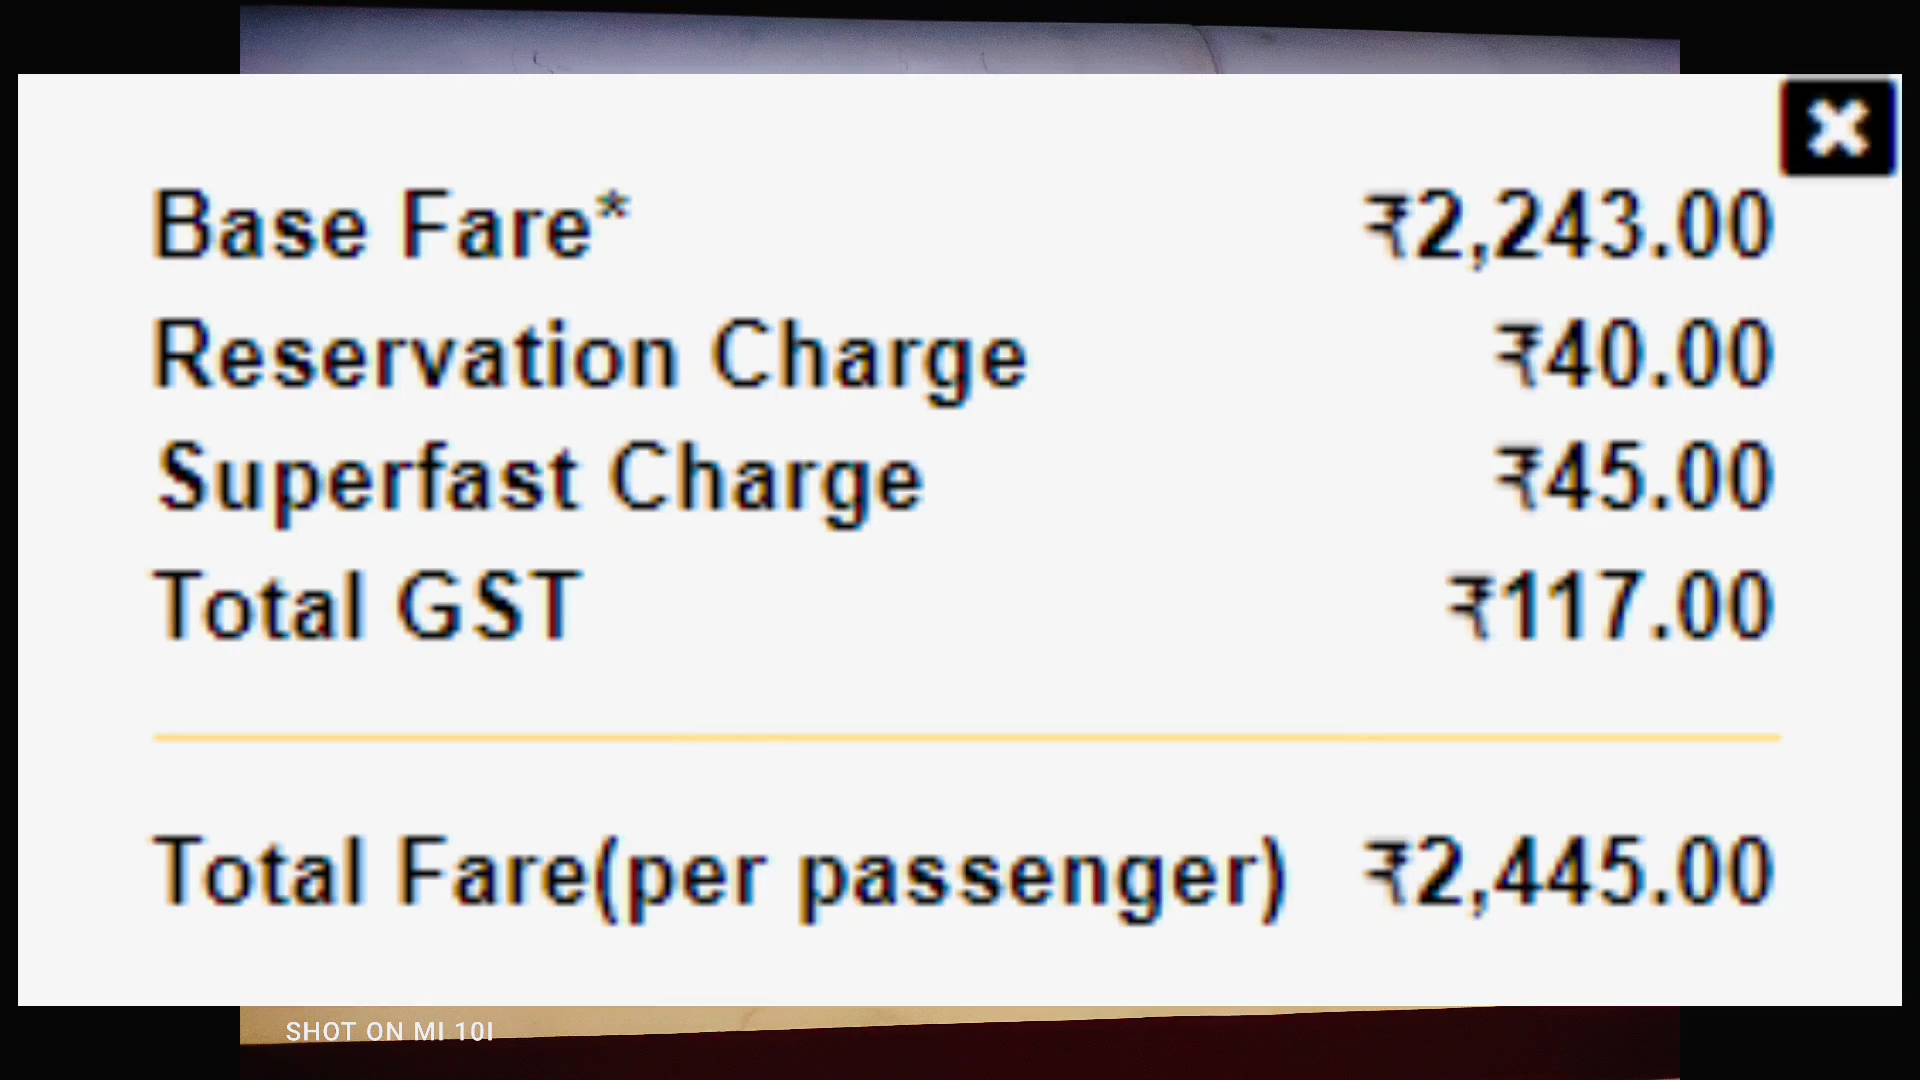 Base Fare* ₹2,243.00
Reservation Charge ₹40.00
Superfast Charge ₹45.00
Total GST ₹117.00
Total Fare(per passenger) ₹2,445.00
SHOT ON MI 10I